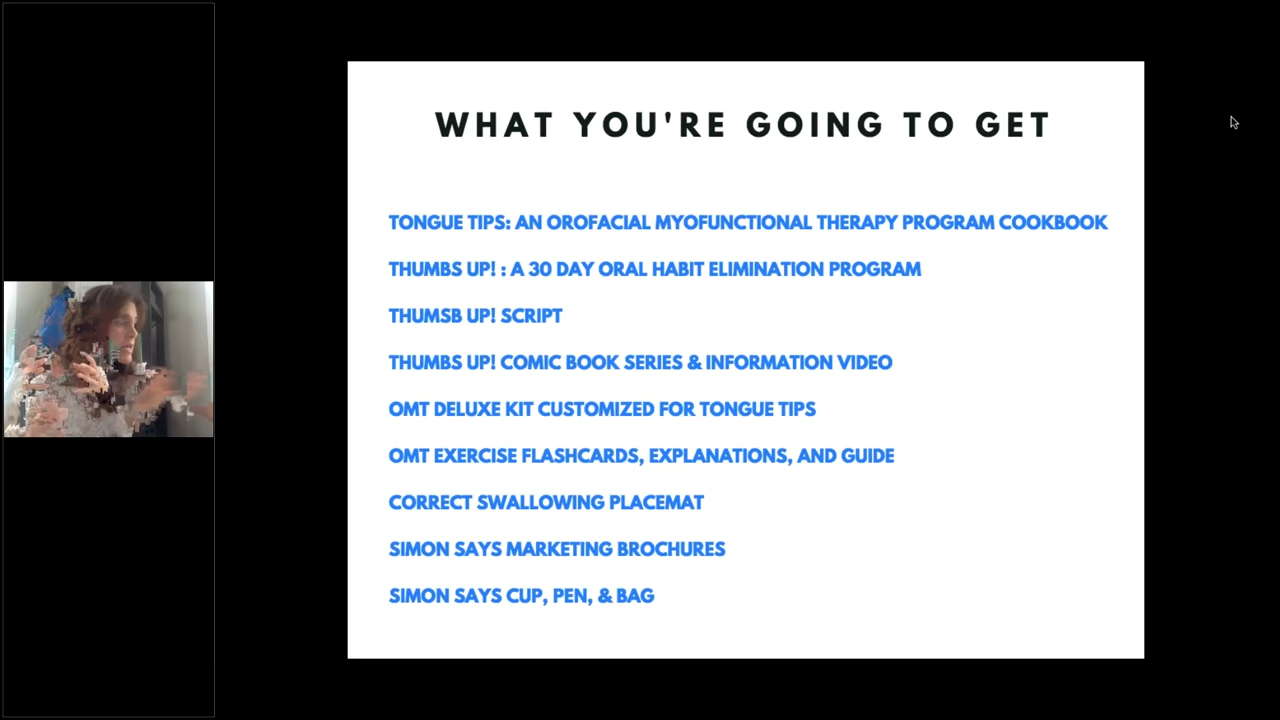 WHAT YOU'RE GOING TO GET
TONGUE TIPS: AN OROFACIAL MYOFUNCTIONAL THERAPY PROGRAM COOKBOOK
THUMBS UP! : A 30 DAY ORAL HABIT ELIMINATION PROGRAM
THUMSB UP! SCRIPT
THUMBS UP! COMIC BOOK SERIES & INFORMATION VIDEO
OMT DELUXE KIT CUSTOMIZED FOR TONGUE TIPS
OMT EXERCISE FLASHCARDS, EXPLANATIONS, AND GUIDE
CORRECT SWALLOWING PLACEMAT
SIMON SAYS MARKETING BROCHURES
SIMON SAYS CUP, PEN, & BAG